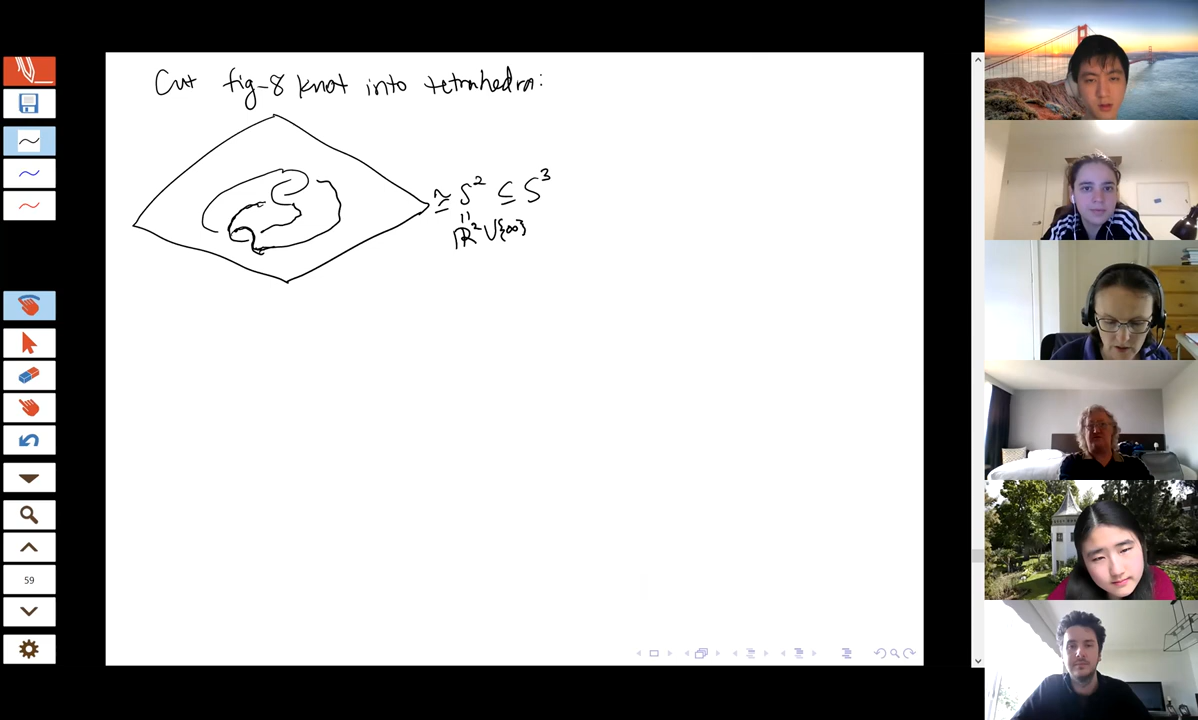 Cut fig-8 knot into tetrahedra:
≅ S² ⊆ S³
=
ℝ² ∪ {∞}
59